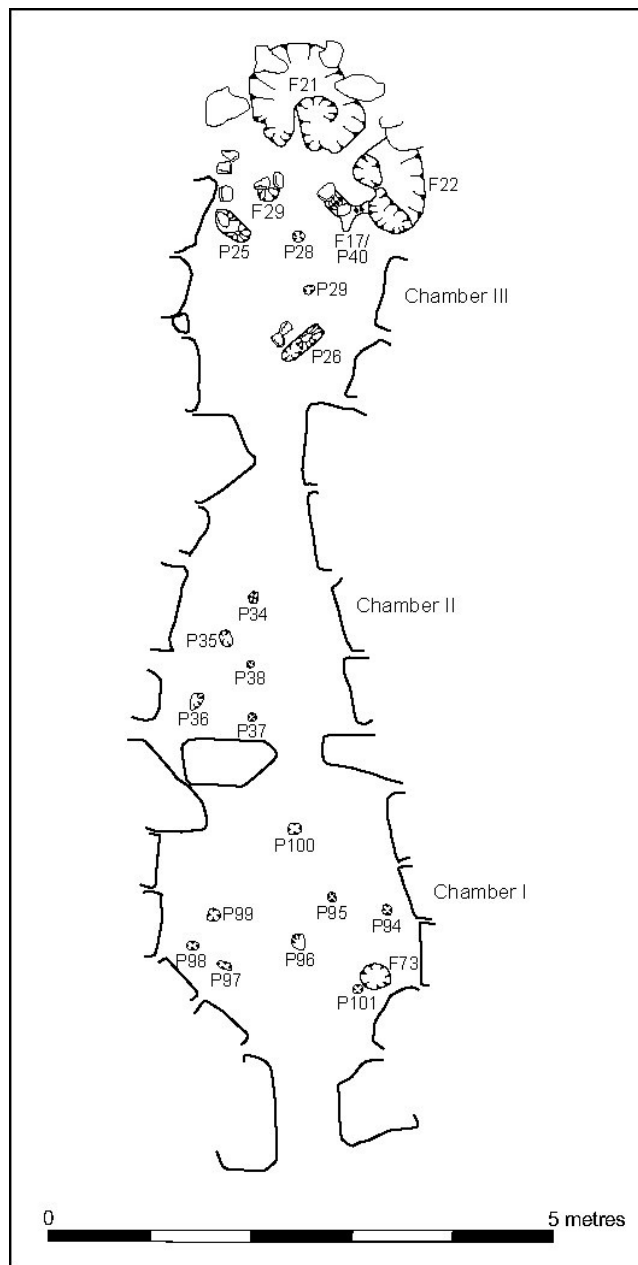 F21
F22
F29
F17/
P40
P25
P28
P29
Chamber III
P26
Chamber II
P34
P35
P38
P36
P37
P100
Chamber I
P95
P94
P99
P96
P98
P97
F73
P101
0
5 metres